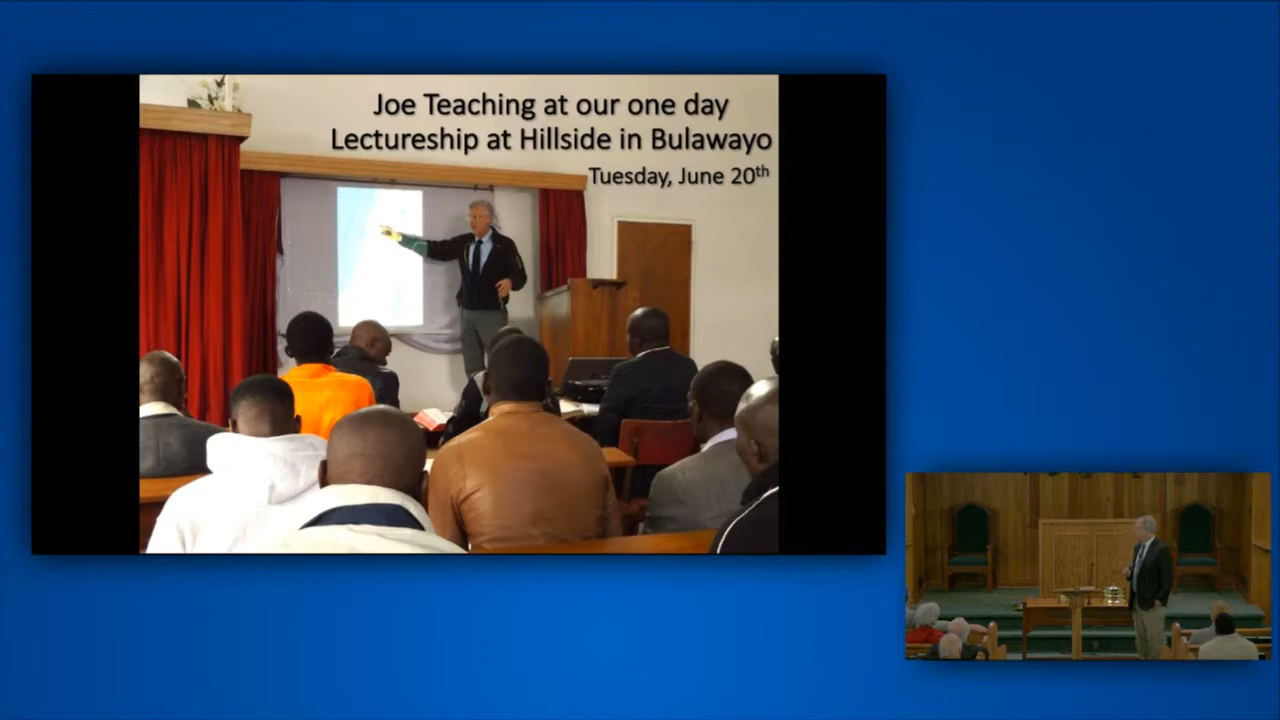 Joe Teaching at our one day
Lectureship at Hillside in Bulawayo
Tuesday, June 20th